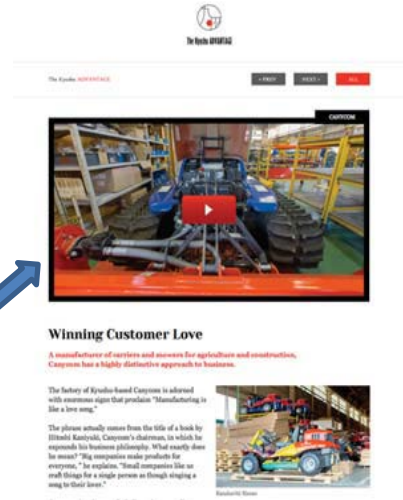 The Kyushu ADVANTAGE
The Kyushu ADVANTAGE
‹ PREV
NEXT ›
ALL
CANYCOM
Winning Customer Love
A manufacturer of carriers and mowers for agriculture and construction,
Canycom has a highly distinctive approach to business.
The factory of Kyushu-based Canycom is adorned
with enormous signs that proclaim "Manufacturing is
like a love song."
The phrase actually comes from the title of a book by
Hitoshi Kanyuki, Canycom's chairman, in which he
expounds his business philosophy. What exactly does
he mean? "Big companies make products for
everyone, " he explains. "Small companies like us
craft things for a single person as though singing a
song to their lover."